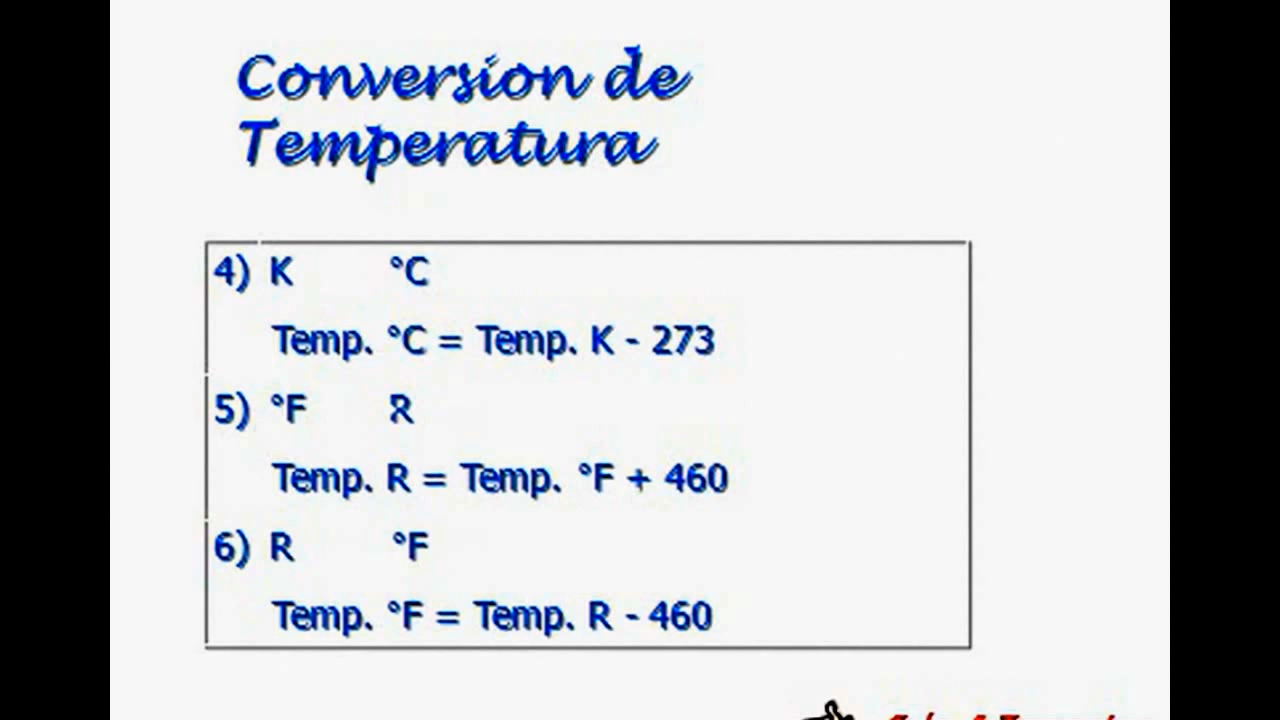 Conversion de
Temperatura
4) K °C
Temp. °C = Temp. K - 273
5) °F R
Temp. R = Temp. °F + 460
6) R °F
Temp. °F = Temp. R - 460